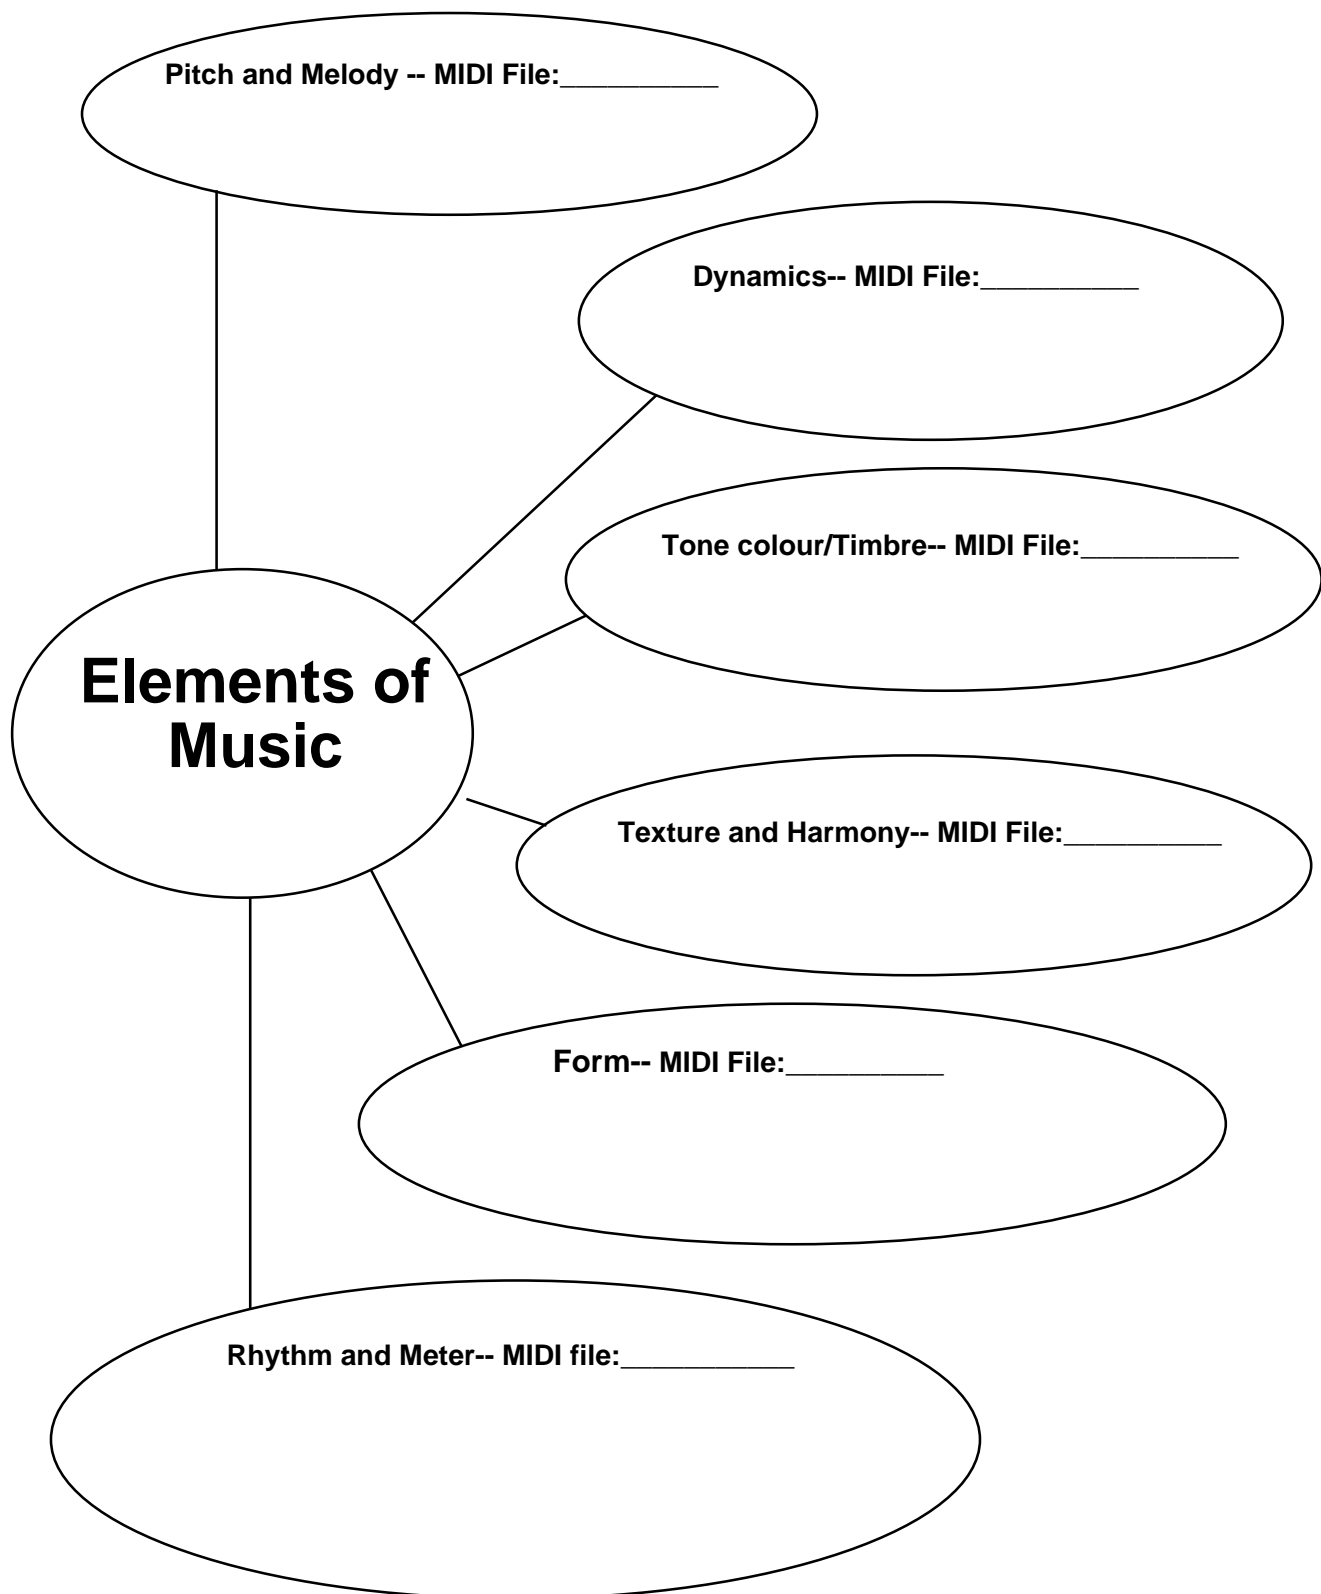 Pitch and Melody -- MIDI File:__________
Dynamics-- MIDI File:__________
Tone colour/Timbre-- MIDI File:__________
Elements of
Music
Texture and Harmony-- MIDI File:__________
Form-- MIDI File:__________
Rhythm and Meter-- MIDI file:___________